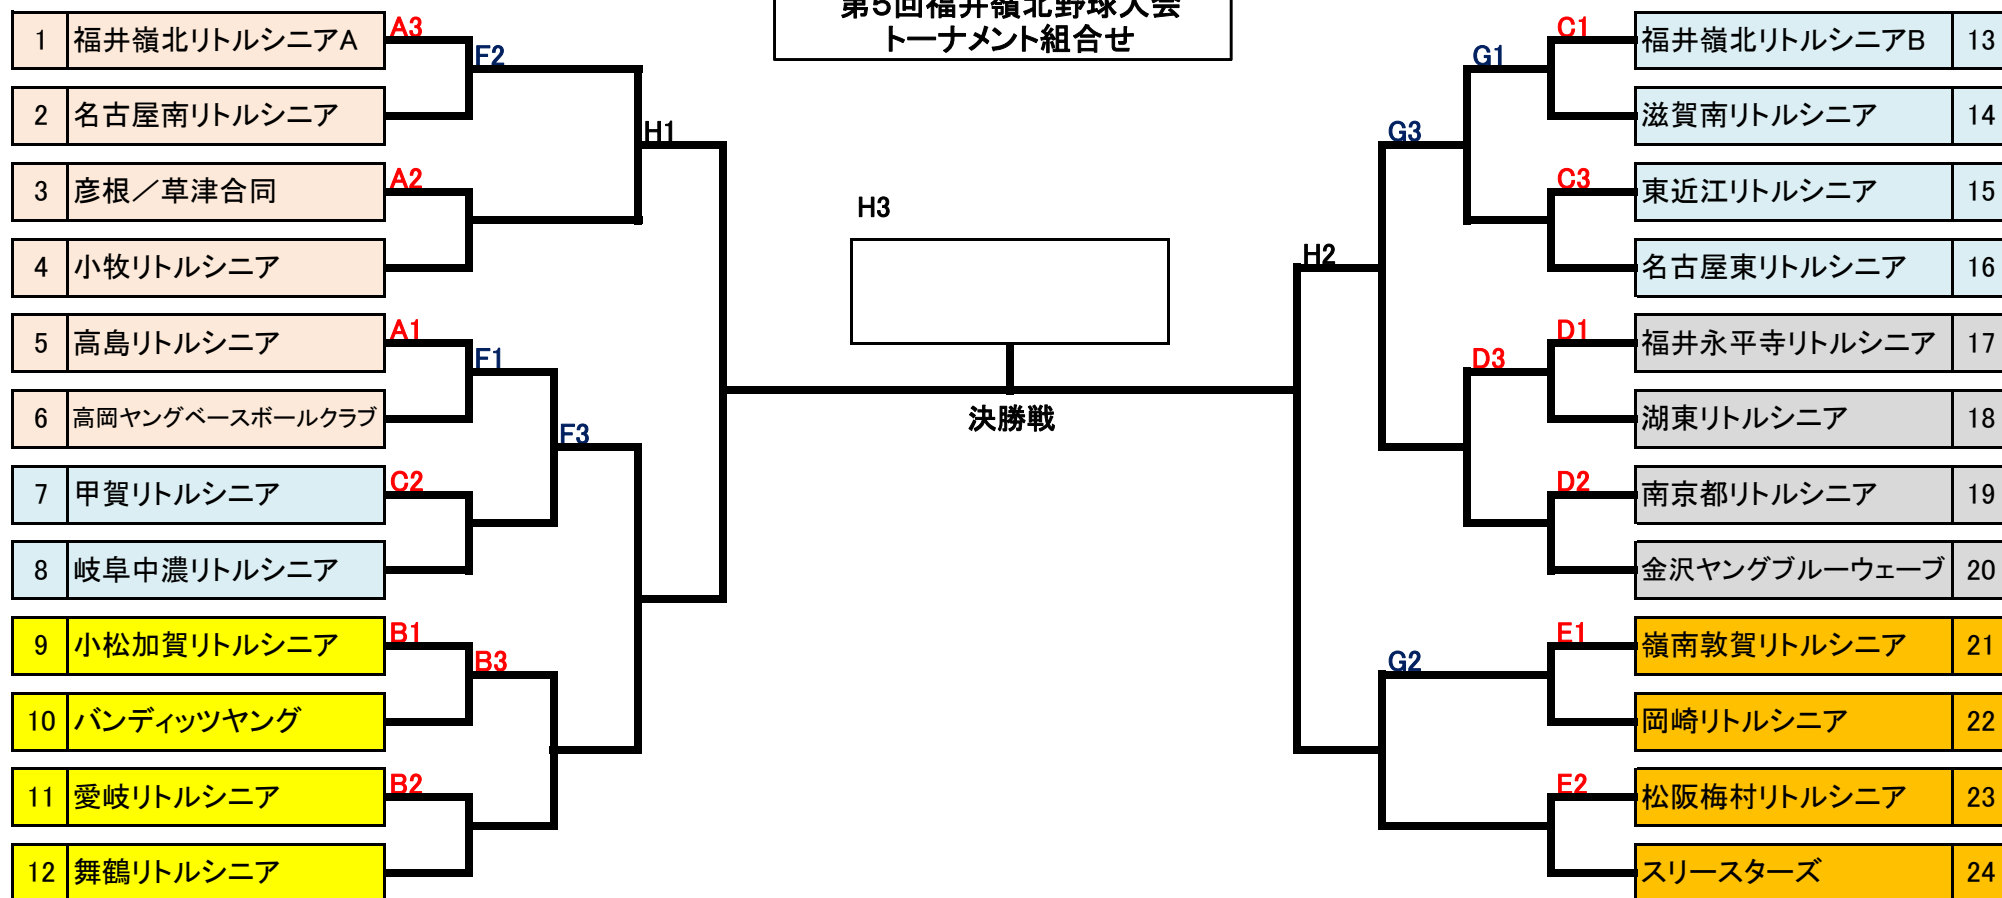 第5回福井嶺北野球大会
トーナメント組合せ
1 福井嶺北リトルシニアA
A3
F2
2 名古屋南リトルシニア
H1
3 彦根／草津合同
A2
4 小牧リトルシニア
5 高島リトルシニア
A1
F1
6 高岡ヤングベースボールクラブ
F3
7 甲賀リトルシニア
C2
8 岐阜中濃リトルシニア
9 小松加賀リトルシニア
B1
B3
10 バンディッツヤング
11 愛岐リトルシニア
B2
12 舞鶴リトルシニア
H3
決勝戦
C1
福井嶺北リトルシニアB 13
G1
滋賀南リトルシニア 14
G3
C3
東近江リトルシニア 15
H2
名古屋東リトルシニア 16
D1
福井永平寺リトルシニア 17
D3
湖東リトルシニア 18
D2
南京都リトルシニア 19
金沢ヤングブルーウェーブ 20
E1
嶺南敦賀リトルシニア 21
G2
岡崎リトルシニア 22
E2
松阪梅村リトルシニア 23
スリースターズ 24